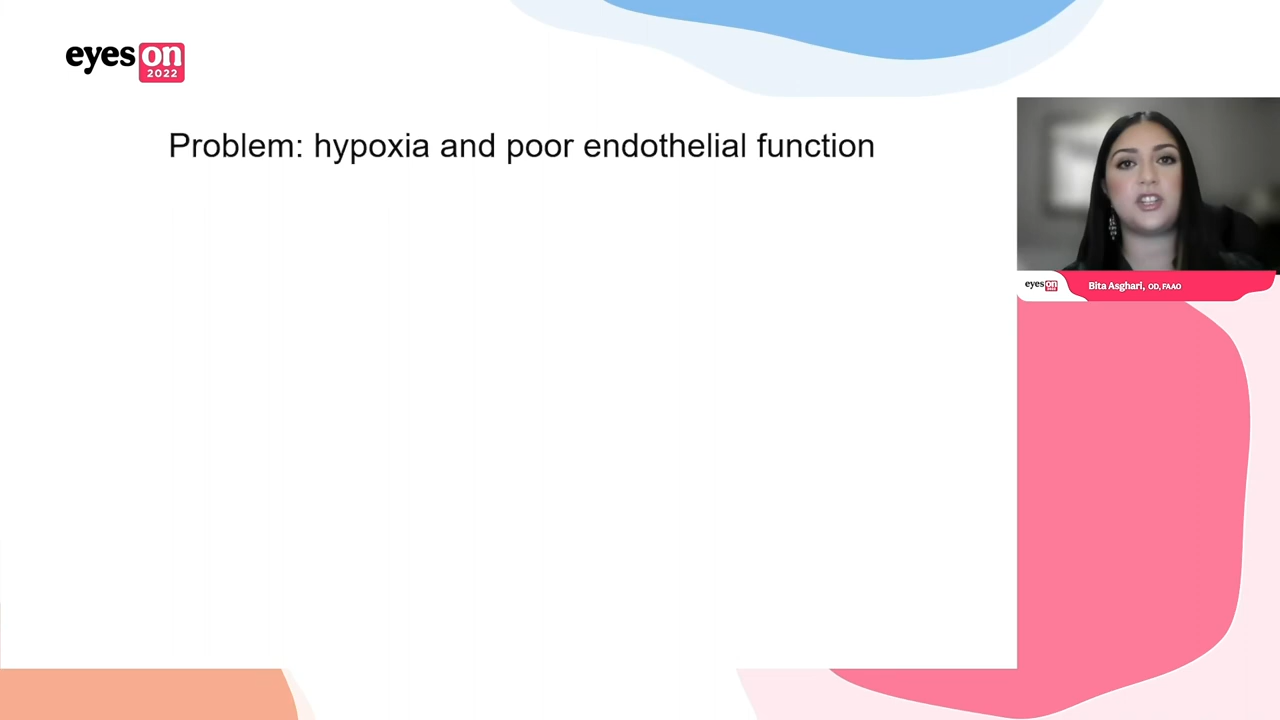 eyes on
2022
Problem: hypoxia and poor endothelial function
eyes on
Bita Asghari, OD, FAAO